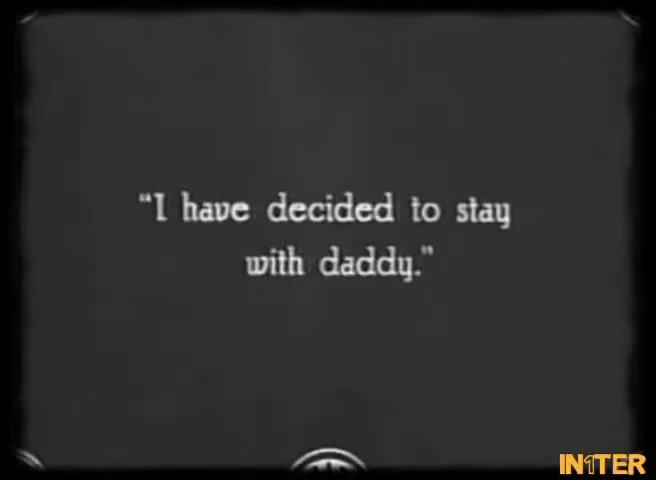 “I have decided to stay
with daddy.”
IN1TER